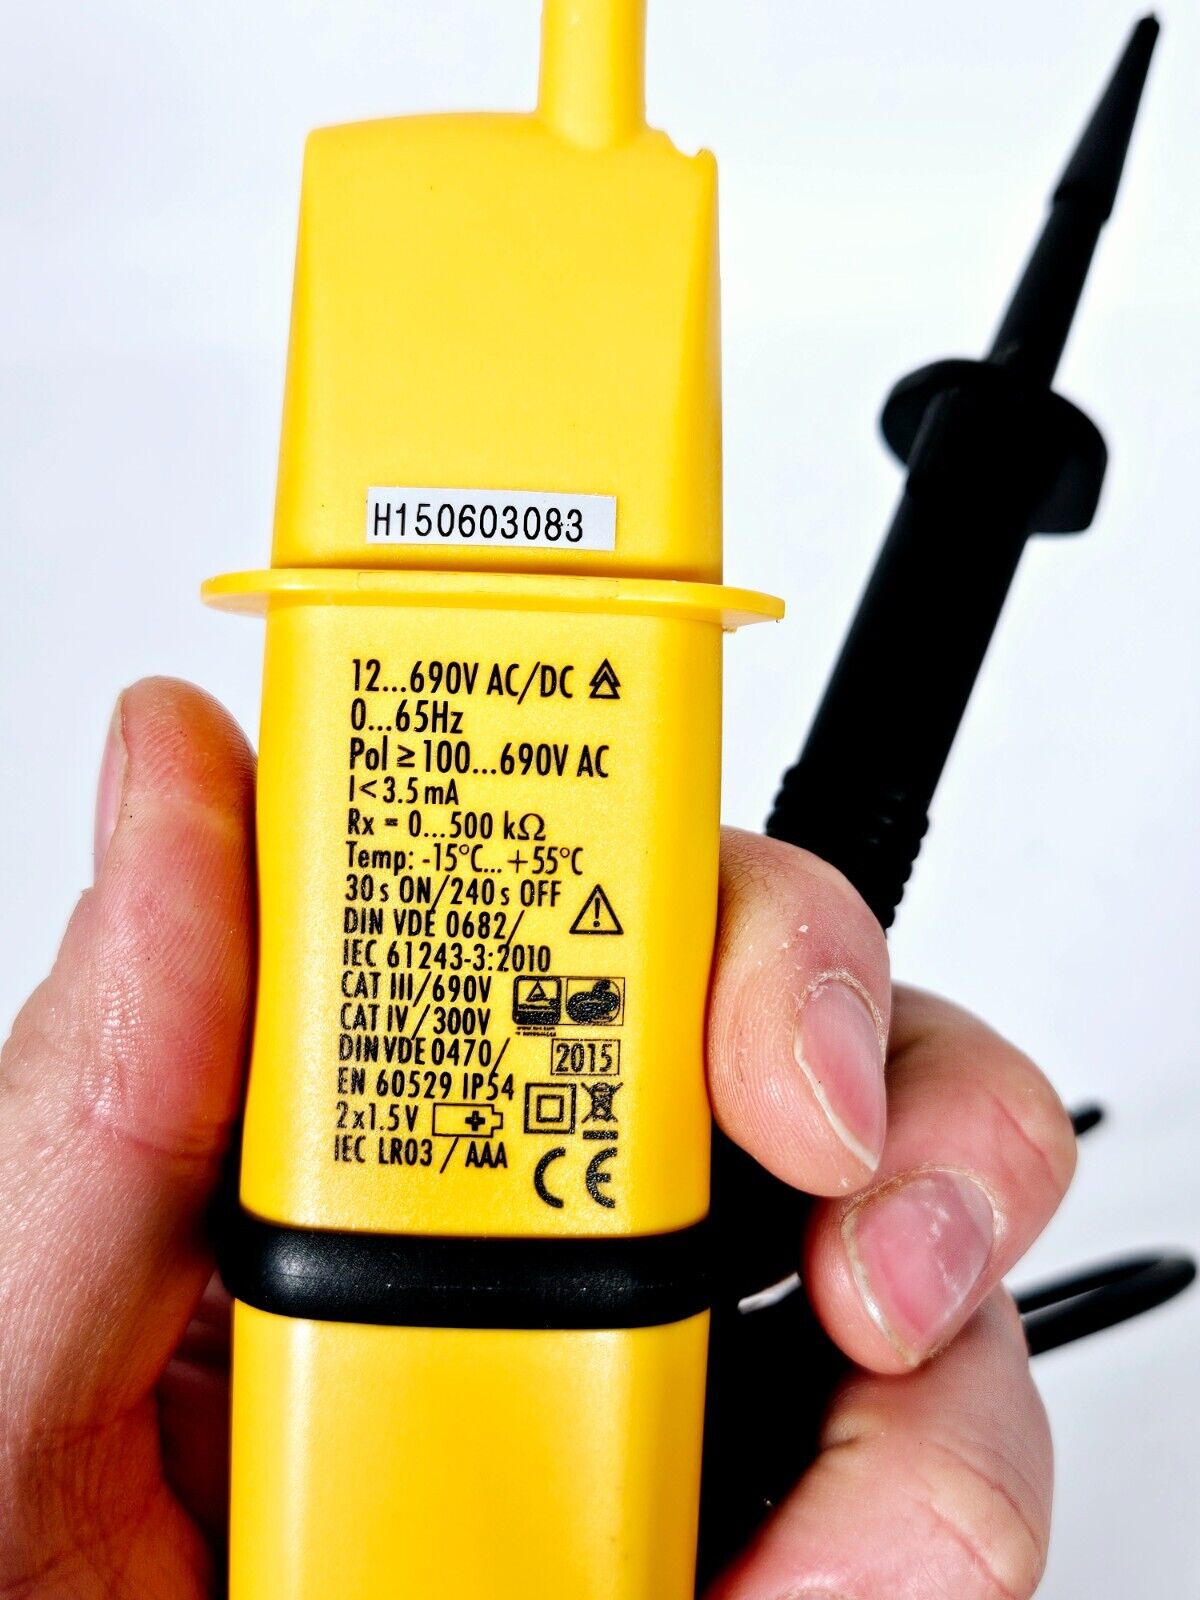 H150603083
12...690V AC/DC
0...65Hz
Pol ≥ 100...690V AC
I < 3.5 mA
Rx = 0...500 kΩ
Temp: -15°C... +55°C
30 s ON/240 s OFF
DIN VDE 0682/
IEC 61243-3:2010
CAT III/690V
CAT IV/300V
DIN VDE 0470/
2015
EN 60529 IP54
2x1.5V
IEC LR03 / AAA
CE